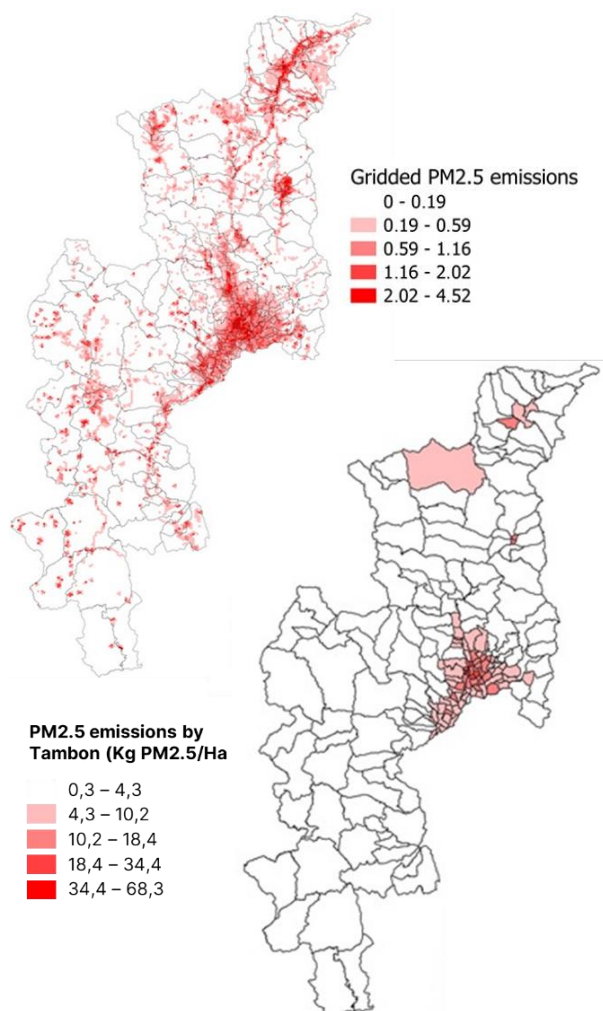 Gridded PM2.5 emissions
0 - 0.19
0.19 - 0.59
0.59 - 1.16
1.16 - 2.02
2.02 - 4.52
PM2.5 emissions by
Tambon (Kg PM2.5/Ha
0,3 – 4,3
4,3 – 10,2
10,2 – 18,4
18,4 – 34,4
34,4 – 68,3